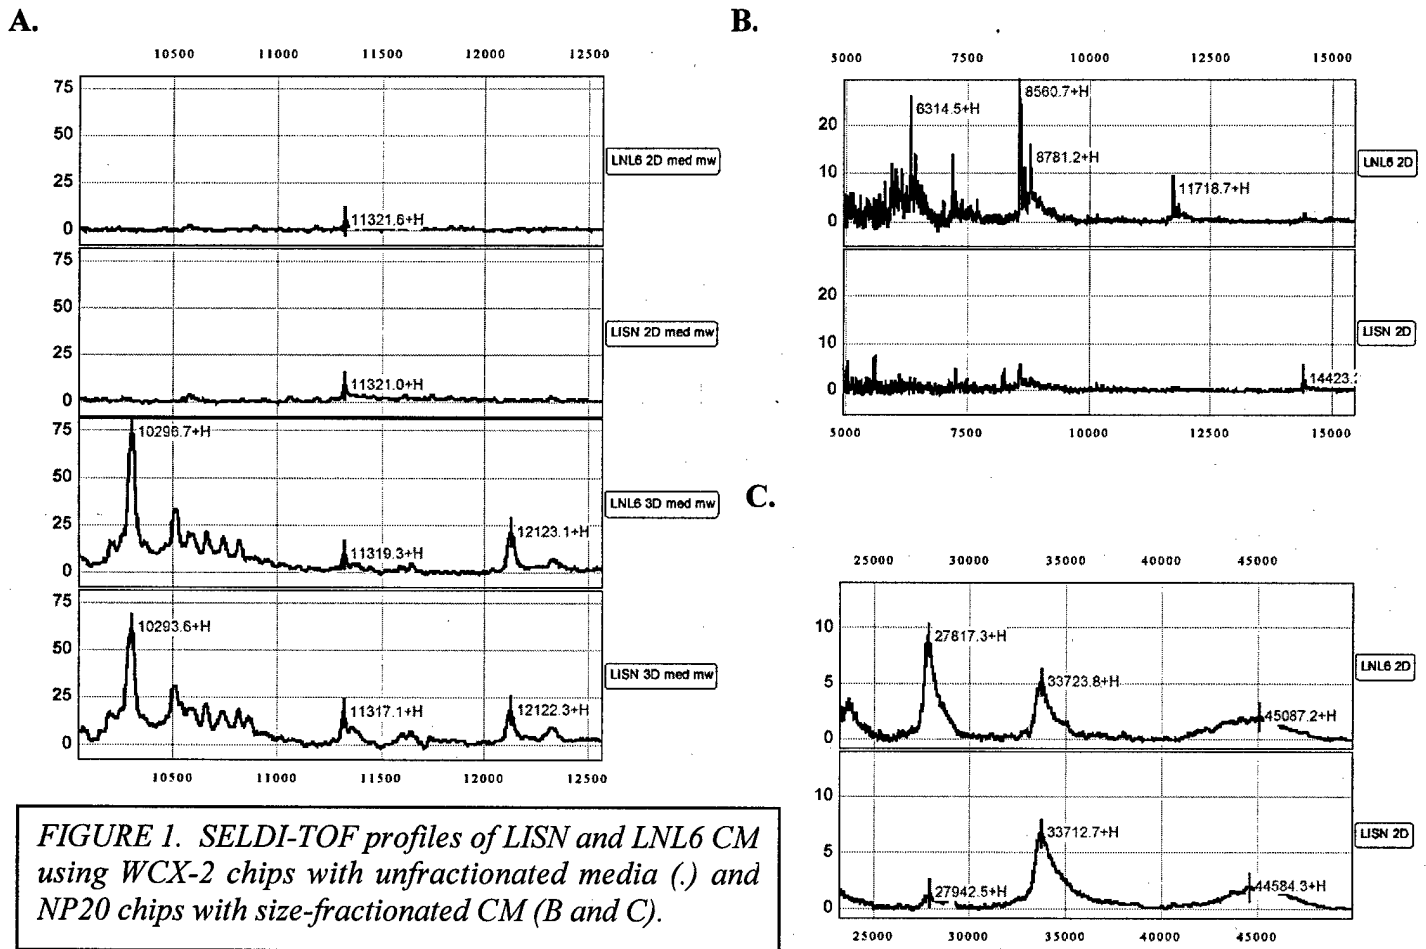 A.
10500 11000 11500 12000 12500
75
50
25
0
11321.6+H
LNL6 2D med mw
75
50
25
0
11321.0+H
LISN 2D med mw
75
50
25
0
10296.7+H
11319.3+H
12123.1+H
LNL6 3D med mw
75
50
25
0
10293.6+H
11317.1+H
12122.3+H
LISN 3D med mw
10500 11000 11500 12000 12500
B.
5000 7500 10000 12500 15000
20
10
0
6314.5+H
8560.7+H
8781.2+H
11718.7+H
LNL6 2D
20
10
0
14423.
LISN 2D
5000 7500 10000 12500 15000
C.
25000 30000 35000 40000 45000
10
5
0
27817.3+H
33723.8+H
45087.2+H
LNL6 2D
10
5
0
27942.5+H
33712.7+H
44584.3+H
LISN 2D
25000 30000 35000 40000 45000
FIGURE 1. SELDI-TOF profiles of LISN and LNL6 CM
using WCX-2 chips with unfractionated media (.) and
NP20 chips with size-fractionated CM (B and C).